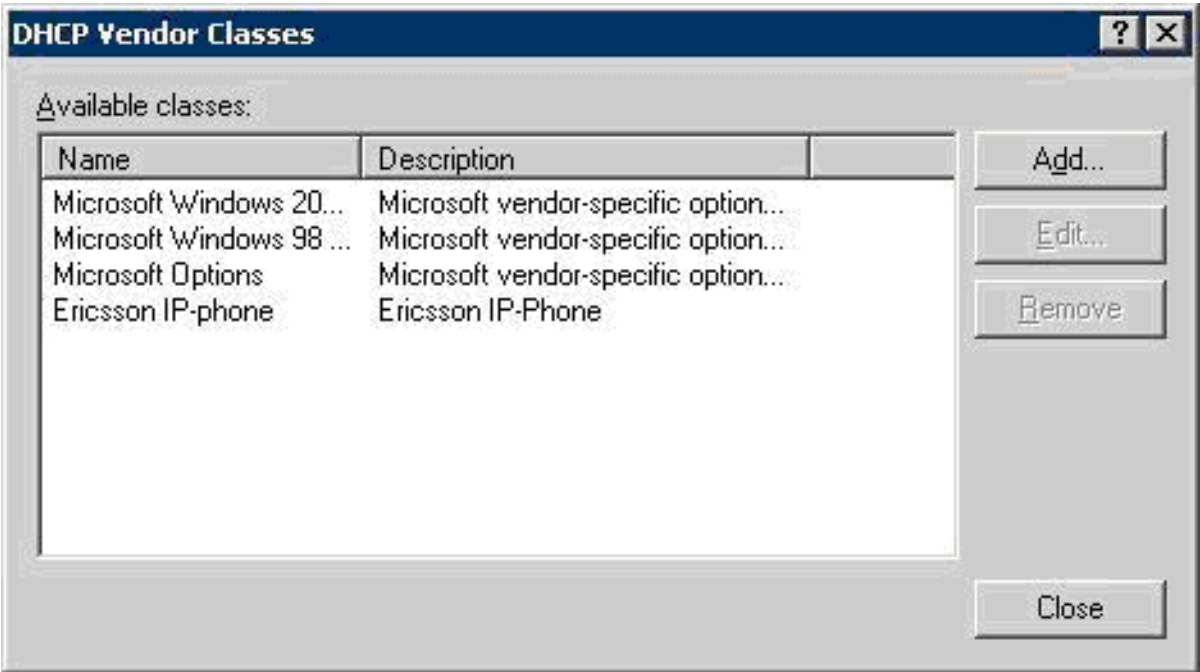 DHCP Vendor Classes
Available classes:
Name Description
Microsoft Windows 20... Microsoft vendor-specific option...
Microsoft Windows 98 ... Microsoft vendor-specific option...
Microsoft Options Microsoft vendor-specific option...
Ericsson IP-phone Ericsson IP-Phone
Add...
Edit...
Remove
Close